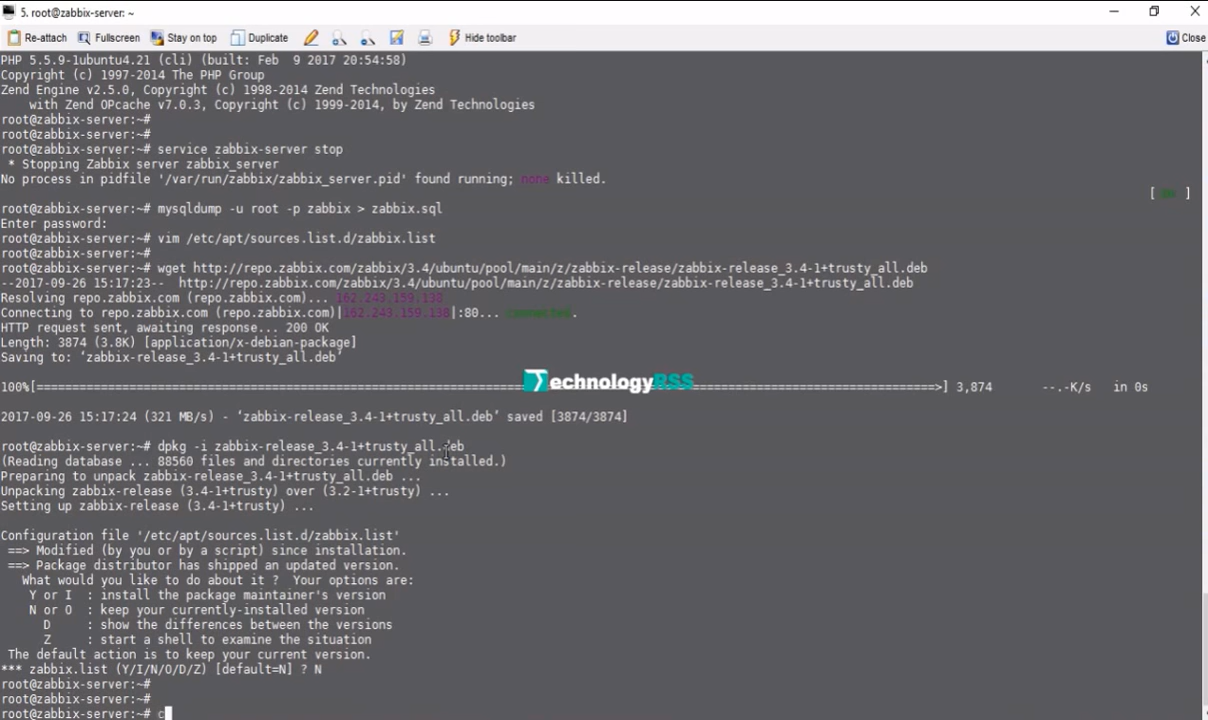 5. root@zabbix-server: ~
Re-attach Fullscreen Stay on top Duplicate Hide toolbar Close
PHP 5.5.9-1ubuntu4.21 (cli) (built: Feb  9 2017 20:54:58)
Copyright (c) 1997-2014 The PHP Group
Zend Engine v2.5.0, Copyright (c) 1998-2014 Zend Technologies
    with Zend OPcache v7.0.3, Copyright (c) 1999-2014, by Zend Technologies
root@zabbix-server:~#
root@zabbix-server:~#
root@zabbix-server:~# service zabbix-server stop
 * Stopping Zabbix server zabbix_server
No process in pidfile '/var/run/zabbix/zabbix_server.pid' found running; none killed.
[ OK ]
root@zabbix-server:~# mysqldump -u root -p zabbix > zabbix.sql
Enter password:
root@zabbix-server:~# vim /etc/apt/sources.list.d/zabbix.list
root@zabbix-server:~#
root@zabbix-server:~# wget http://repo.zabbix.com/zabbix/3.4/ubuntu/pool/main/z/zabbix-release/zabbix-release_3.4-1+trusty_all.deb
--2017-09-26 15:17:23--  http://repo.zabbix.com/zabbix/3.4/ubuntu/pool/main/z/zabbix-release/zabbix-release_3.4-1+trusty_all.deb
Resolving repo.zabbix.com (repo.zabbix.com)... 162.243.159.138
Connecting to repo.zabbix.com (repo.zabbix.com)|162.243.159.138|:80... connected.
HTTP request sent, awaiting response... 200 OK
Length: 3874 (3.8K) [application/x-debian-package]
Saving to: ‘zabbix-release_3.4-1+trusty_all.deb’
TechnologyRSS
100%[=====================================================================================>] 3,874       --.-K/s   in 0s
2017-09-26 15:17:24 (321 MB/s) - ‘zabbix-release_3.4-1+trusty_all.deb’ saved [3874/3874]
root@zabbix-server:~# dpkg -i zabbix-release_3.4-1+trusty_all.deb
(Reading database ... 88560 files and directories currently installed.)
Preparing to unpack zabbix-release_3.4-1+trusty_all.deb ...
Unpacking zabbix-release (3.4-1+trusty) over (3.2-1+trusty) ...
Setting up zabbix-release (3.4-1+trusty) ...
Configuration file '/etc/apt/sources.list.d/zabbix.list'
 ==> Modified (by you or by a script) since installation.
 ==> Package distributor has shipped an updated version.
   What would you like to do about it ?  Your options are:
    Y or I  : install the package maintainer's version
    N or O  : keep your currently-installed version
      D     : show the differences between the versions
      Z     : start a shell to examine the situation
 The default action is to keep your current version.
*** zabbix.list (Y/I/N/O/D/Z) [default=N] ? N
root@zabbix-server:~#
root@zabbix-server:~#
root@zabbix-server:~# c